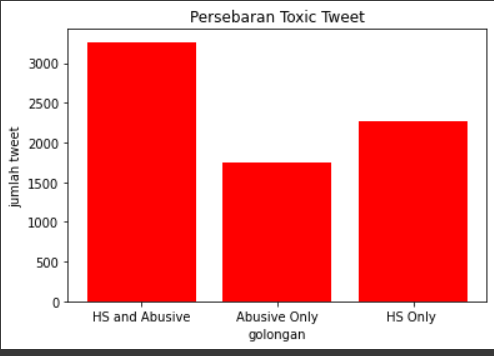 Persebaran Toxic Tweet
jumlah tweet
3000
2500
2000
1500
1000
500
0
HS and Abusive Abusive Only HS Only
golongan